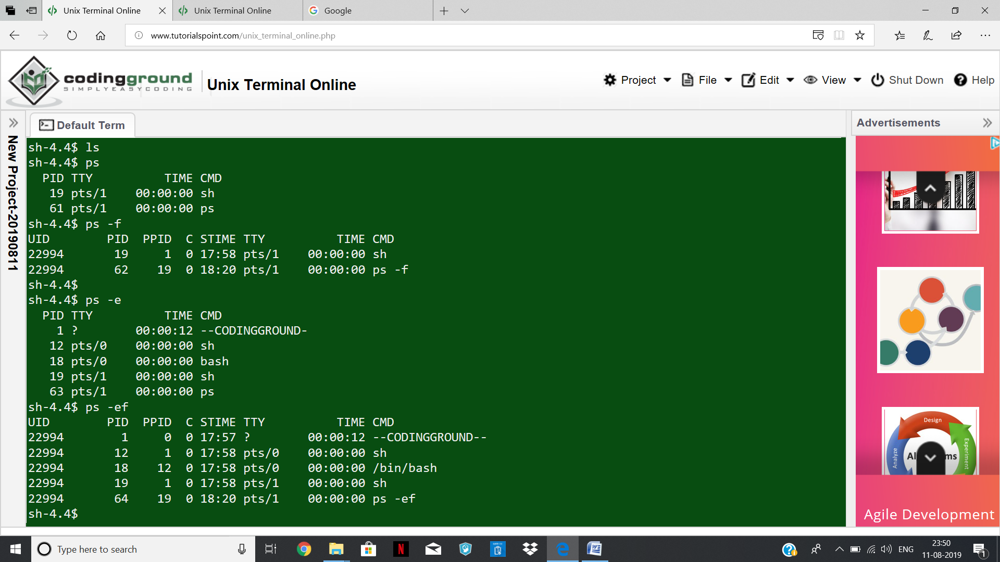 Unix Terminal Online
Unix Terminal Online
Google
www.tutorialspoint.com/unix_terminal_online.php
codingground
SIMPLYEASYCODING
Unix Terminal Online
Project
File
Edit
View
Shut Down
Help
New Project-20190811
Default Term
Advertisements
sh-4.4$ ls
sh-4.4$ ps
  PID TTY          TIME CMD
   19 pts/1    00:00:00 sh
   61 pts/1    00:00:00 ps
sh-4.4$ ps -f
UID        PID  PPID  C STIME TTY          TIME CMD
22994       19     1  0 17:58 pts/1    00:00:00 sh
22994       62    19  0 18:20 pts/1    00:00:00 ps -f
sh-4.4$
sh-4.4$ ps -e
  PID TTY          TIME CMD
    1 ?        00:00:12 --CODINGGROUND-
   12 pts/0    00:00:00 sh
   18 pts/0    00:00:00 bash
   19 pts/1    00:00:00 sh
   63 pts/1    00:00:00 ps
sh-4.4$ ps -ef
UID        PID  PPID  C STIME TTY          TIME CMD
22994        1     0  0 17:57 ?        00:00:12 --CODINGGROUND--
22994       12     1  0 17:58 pts/0    00:00:00 sh
22994       18    12  0 17:58 pts/0    00:00:00 /bin/bash
22994       19     1  0 17:58 pts/1    00:00:00 sh
22994       64    19  0 18:20 pts/1    00:00:00 ps -ef
sh-4.4$
Design
Experiment
Analyze
Al ms
Agile Development
Type here to search
ENG
23:50
11-08-2019
1